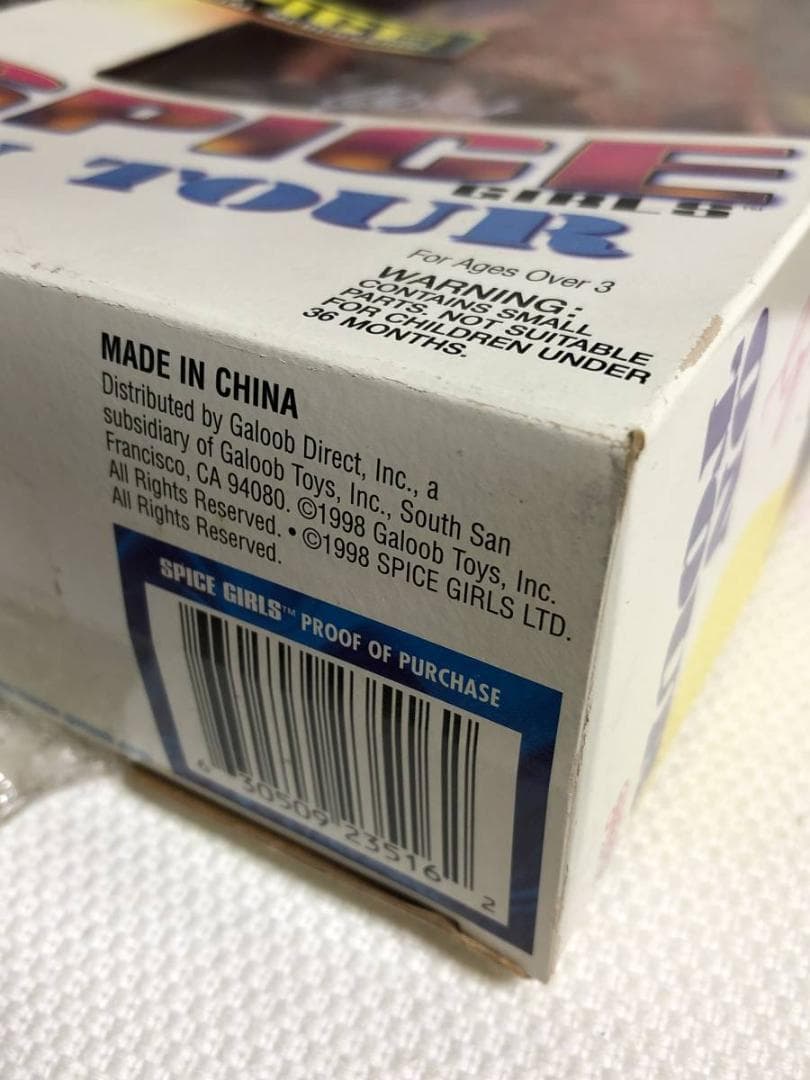 SPICE
GIRLS™
TOUR
For Ages Over 3
WARNING:
CONTAINS SMALL
PARTS. NOT SUITABLE
FOR CHILDREN UNDER
36 MONTHS.
MADE IN CHINA
Distributed by Galoob Direct, Inc., a
subsidiary of Galoob Toys, Inc., South San
Francisco, CA 94080. ©1998 Galoob Toys, Inc.
All Rights Reserved. • ©1998 SPICE GIRLS LTD.
All Rights Reserved.
SPICE GIRLS™ PROOF OF PURCHASE
6 30509 23516 2